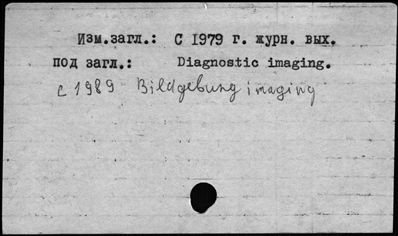 Изм.загл.: С 1979 г. журн. вых.
под загл.: Diagnostic imaging.
с 1989 Bildgebung imaging